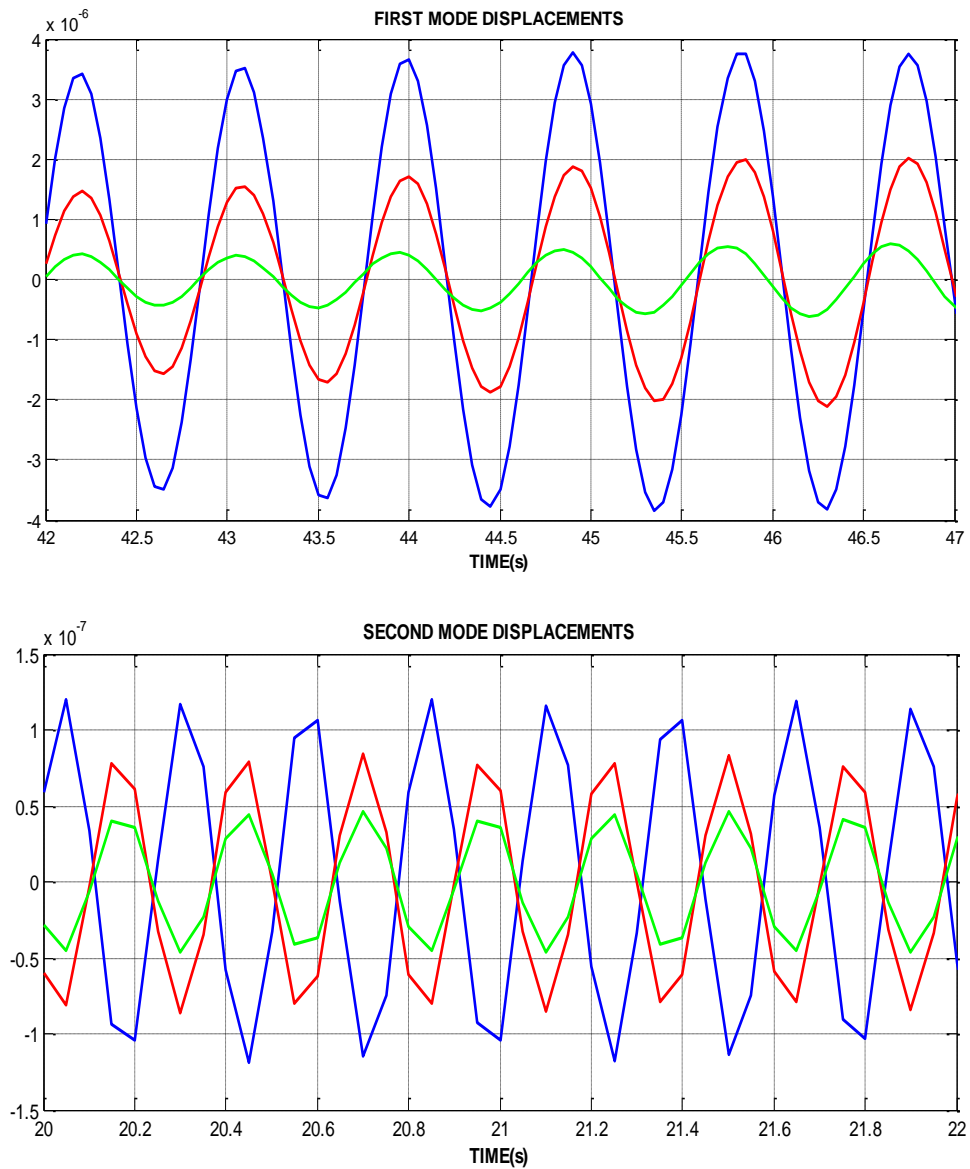 FIRST MODE DISPLACEMENTS
x 10^-6
4
3
2
1
0
-1
-2
-3
-4
42 42.5 43 43.5 44 44.5 45 45.5 46 46.5 47
TIME(s)
SECOND MODE DISPLACEMENTS
x 10^-7
1.5
1
0.5
0
-0.5
-1
-1.5
20 20.2 20.4 20.6 20.8 21 21.2 21.4 21.6 21.8 22
TIME(s)